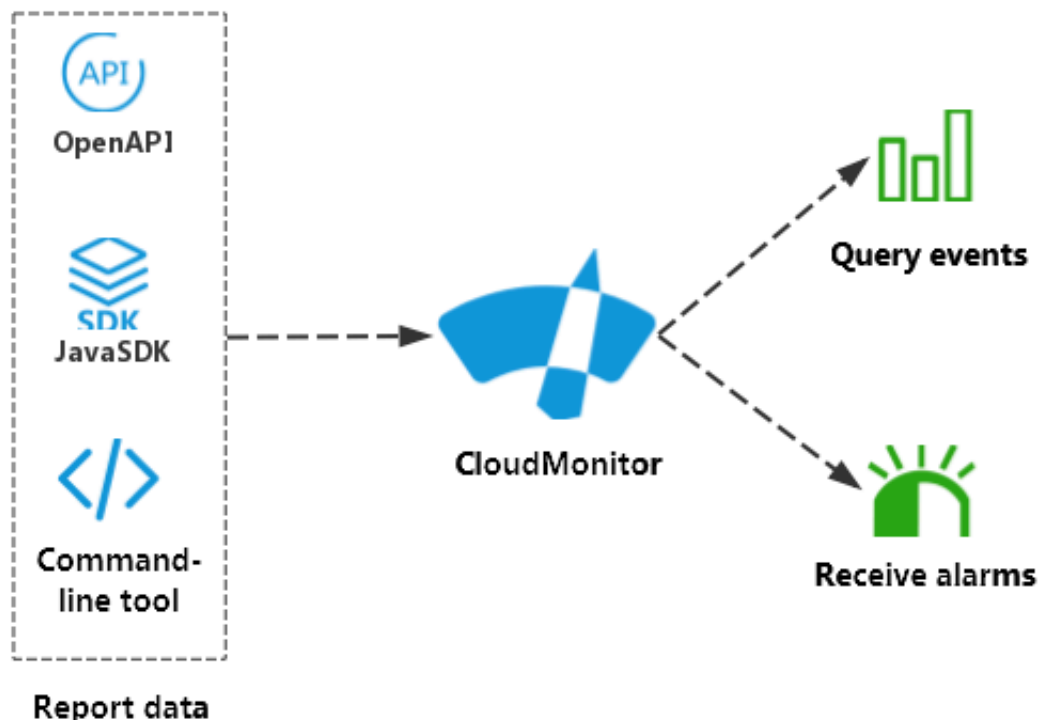 API
OpenAPI
SDK
JavaSDK
Command-
line tool
Report data
CloudMonitor
Query events
Receive alarms